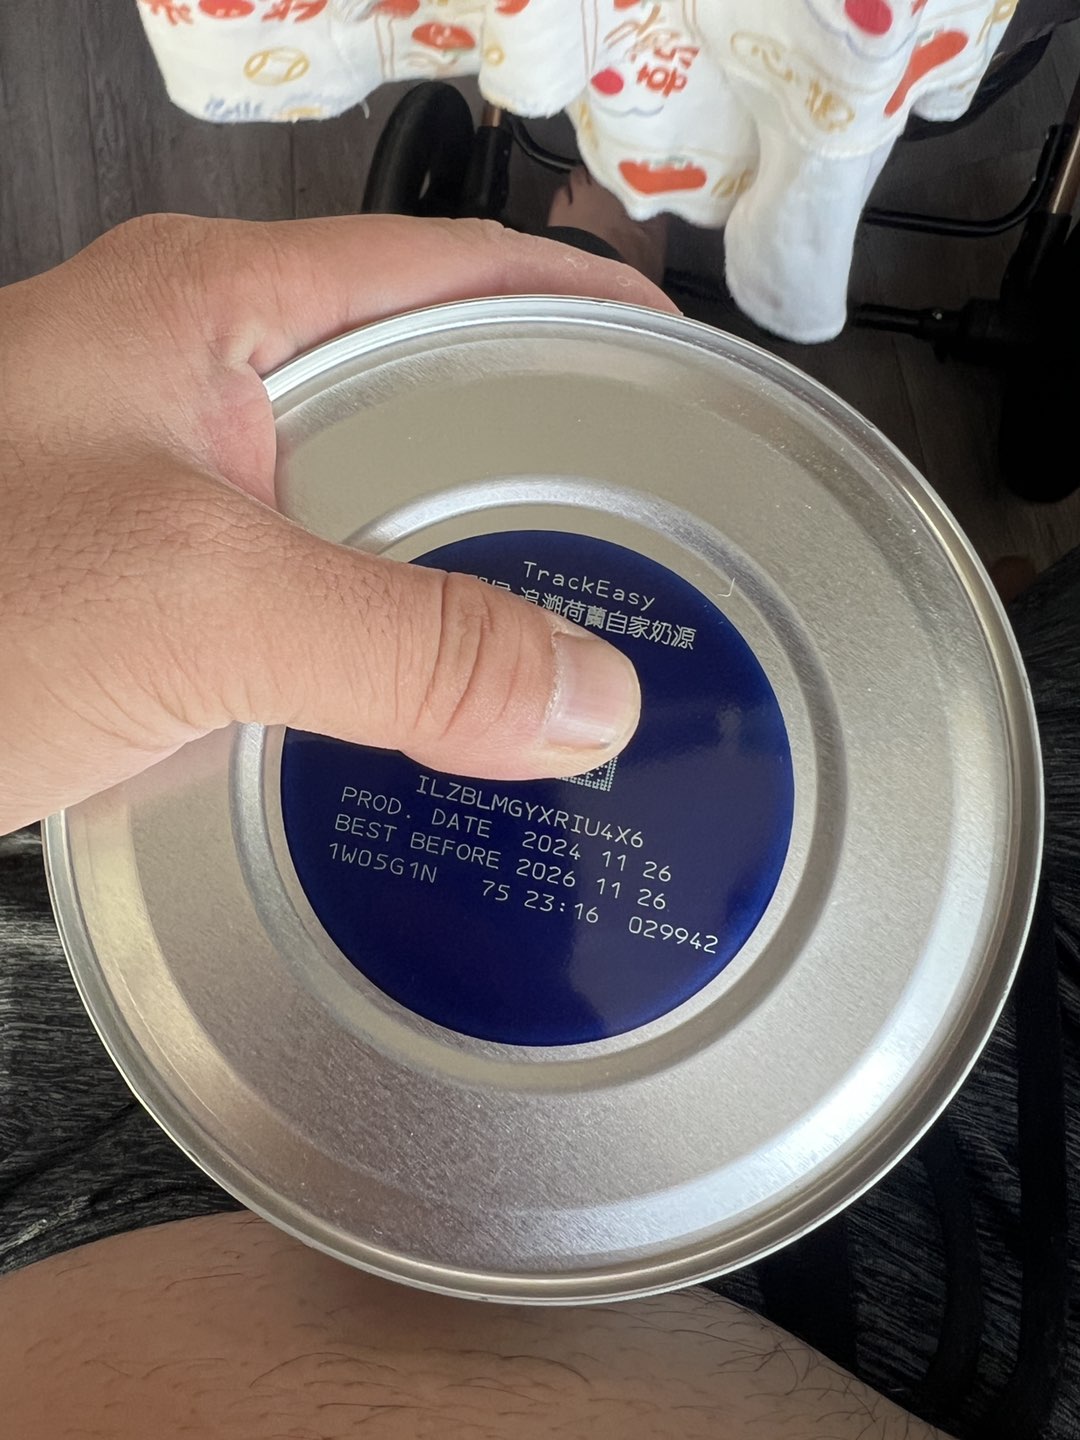 TrackEasy
追溯荷蘭自家奶源
ILZBLMGYXRIU4X6
PROD. DATE 2024 11 26
BEST BEFORE 2026 11 26
1W05G1N 75 23:16 029942